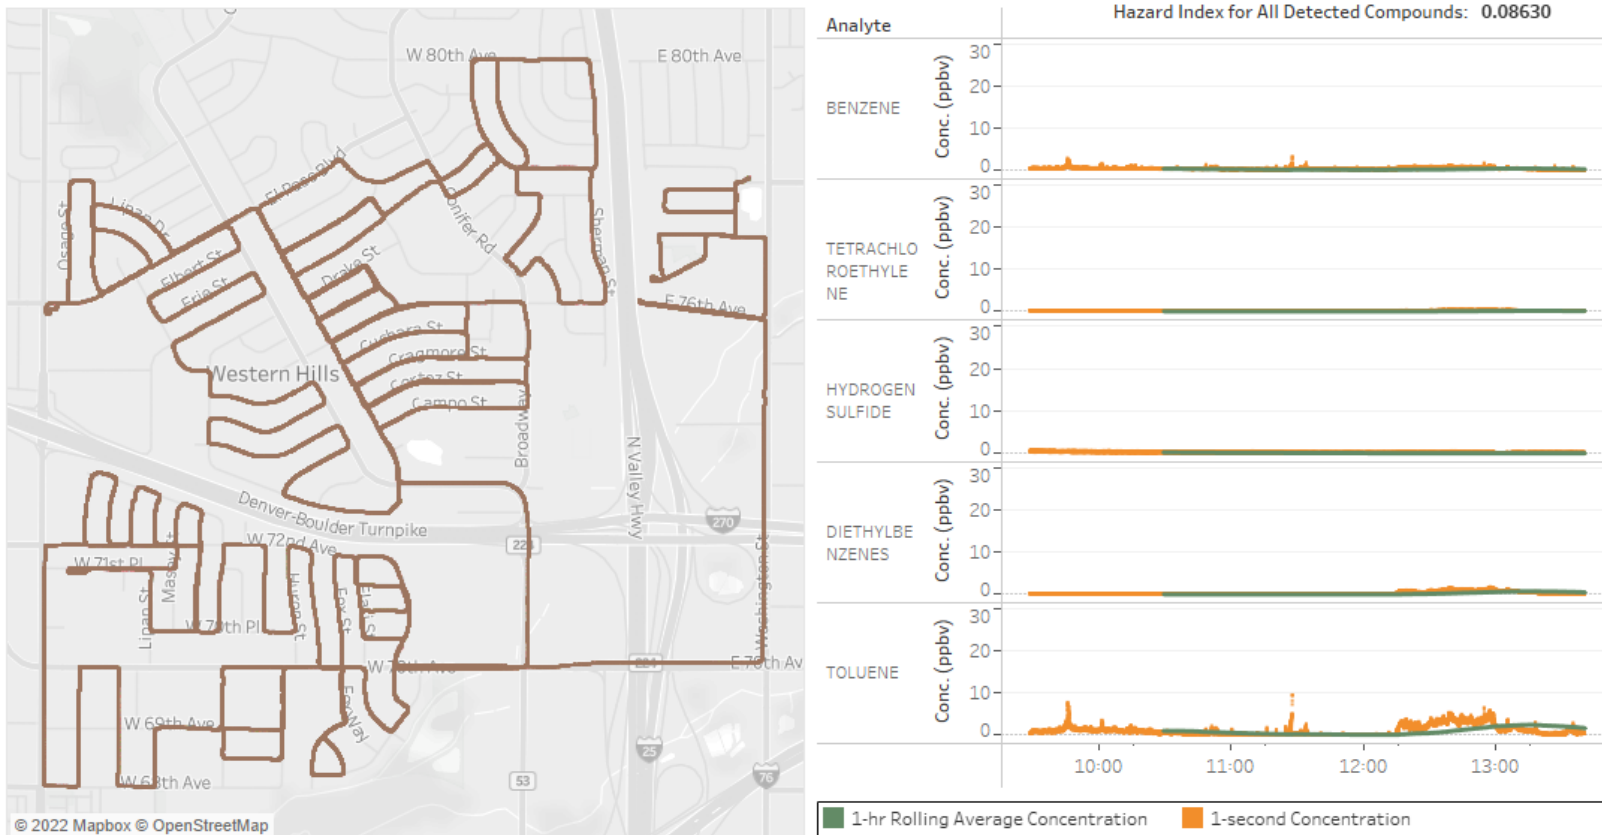 W 80th Ave
E 80th Ave
El Paso Blvd
Conifer Rd
Lipan Dr
Osage St
Sherman St
Elbert St
Drake St
Erie St
E 76th Ave
Cuchara St
Cragmore St
Western Hills
Cortez St
Campo St
Broadway
N Valley Hwy
Denver-Boulder Turnpike
270
224
W 72nd Ave
W 71st Pl
Huron St
Fox St
Elati St
Lipan St
Washington St
W 70th Pl
W 70th Ave
224
E 70th Av
W 69th Ave
25
76
W 68th Ave
53
© 2022 Mapbox © OpenStreetMap
Hazard Index for All Detected Compounds: 0.08630
Analyte
BENZENE
Conc. (ppbv)
30
20
10
0
TETRACHLO
ROETHYLE
NE
Conc. (ppbv)
30
20
10
0
HYDROGEN
SULFIDE
Conc. (ppbv)
30
20
10
0
DIETHYLBE
NZENES
Conc. (ppbv)
30
20
10
0
TOLUENE
Conc. (ppbv)
30
20
10
0
10:00
11:00
12:00
13:00
1-hr Rolling Average Concentration
1-second Concentration